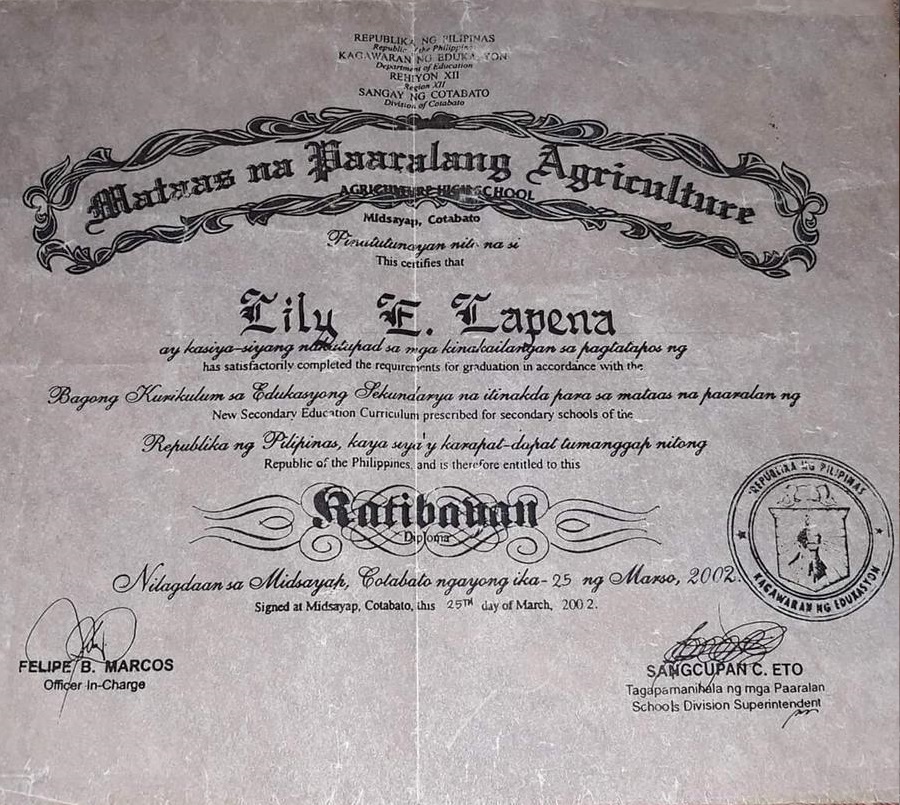 REPUBLIKA NG PILIPINAS
Republic of the Philippines
KAGAWARAN NG EDUKASYON
Department of Education
REHIYON XII
Region XII
SANGAY NG COTABATO
Division of Cotabato
Mataas na Paaralang Agriculture
AGRICULTURE HIGH SCHOOL
Midsayap, Cotabato
Pinatutunayan nito na si
This certifies that
Lily E. Lapena
ay kasiya-siyang nakatupad sa mga kinakailangan sa pagtatapos ng
has satisfactorily completed the requirements for graduation in accordance with the
Bagong Kurikulum sa Edukasyong Sekundarya na itinakda para sa mataas na paaralan ng
New Secondary Education Curriculum prescribed for secondary schools of the
Republika ng Pilipinas, kaya siya'y karapat-dapat tumanggap nitong
Republic of the Philippines, and is therefore entitled to this
Katibayan
Diploma
REPUBLIKA NG PILIPINAS
KAGAWARAN NG EDUKASYON
Nilagdaan sa Midsayap, Cotabato ngayong ika-25 ng Marso, 2002.
Signed at Midsayap, Cotabato, this 25TH day of March, 2002.
FELIPE B. MARCOS
Officer In-Charge
SANGCUPAN C. ETO
Tagapamanihala ng mga Paaralan
Schools Division Superintendent